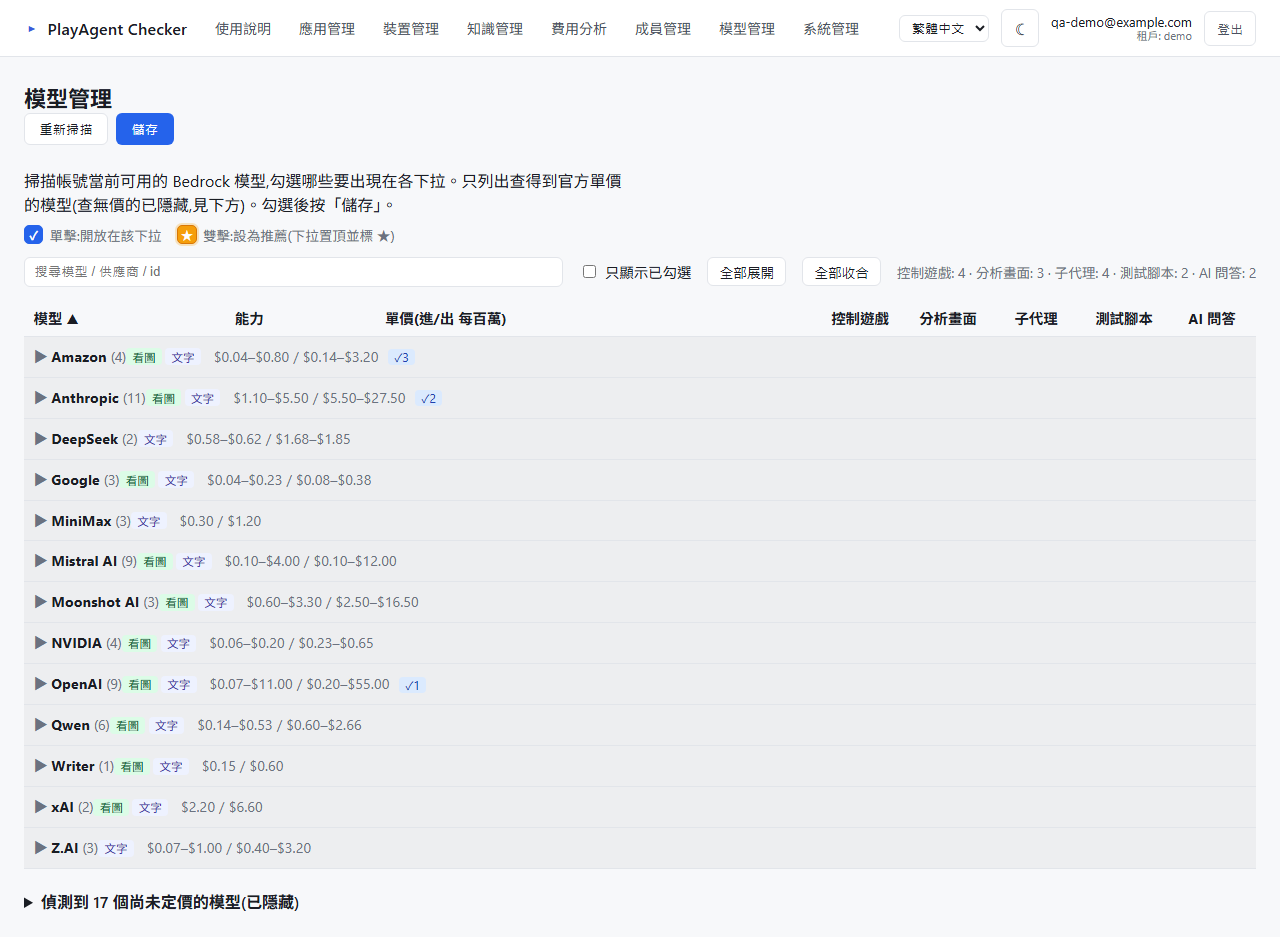 PlayAgent Checker 使用說明 應用管理 裝置管理 知識管理 費用分析 成員管理 模型管理 系統管理 繁體中文 qa-demo@example.com 登出
租戶: demo
模型管理
重新掃描 儲存
掃描帳號當前可用的 Bedrock 模型,勾選哪些要出現在各下拉。只列出查得到官方單價
的模型(查無價的已隱藏,見下方)。勾選後按「儲存」。
✓ 單擊:開放在該下拉 ★ 雙擊:設為推薦(下拉置頂並標 ★)
搜尋模型 / 供應商 / id 只顯示已勾選 全部展開 全部收合 控制遊戲: 4 · 分析畫面: 3 · 子代理: 4 · 測試腳本: 2 · AI 問答: 2
模型 ▲ 能力 單價(進/出 每百萬) 控制遊戲 分析畫面 子代理 測試腳本 AI 問答
▶ Amazon (4) 看圖 文字 $0.04–$0.80 / $0.14–$3.20 ✓3
▶ Anthropic (11) 看圖 文字 $1.10–$5.50 / $5.50–$27.50 ✓2
▶ DeepSeek (2) 文字 $0.58–$0.62 / $1.68–$1.85
▶ Google (3) 看圖 文字 $0.04–$0.23 / $0.08–$0.38
▶ MiniMax (3) 文字 $0.30 / $1.20
▶ Mistral AI (9) 看圖 文字 $0.10–$4.00 / $0.10–$12.00
▶ Moonshot AI (3) 看圖 文字 $0.60–$3.30 / $2.50–$16.50
▶ NVIDIA (4) 看圖 文字 $0.06–$0.20 / $0.23–$0.65
▶ OpenAI (9) 看圖 文字 $0.07–$11.00 / $0.20–$55.00 ✓1
▶ Qwen (6) 看圖 文字 $0.14–$0.53 / $0.60–$2.66
▶ Writer (1) 看圖 文字 $0.15 / $0.60
▶ xAI (2) 看圖 文字 $2.20 / $6.60
▶ Z.AI (3) 文字 $0.07–$1.00 / $0.40–$3.20
▶ 偵測到 17 個尚未定價的模型(已隱藏)